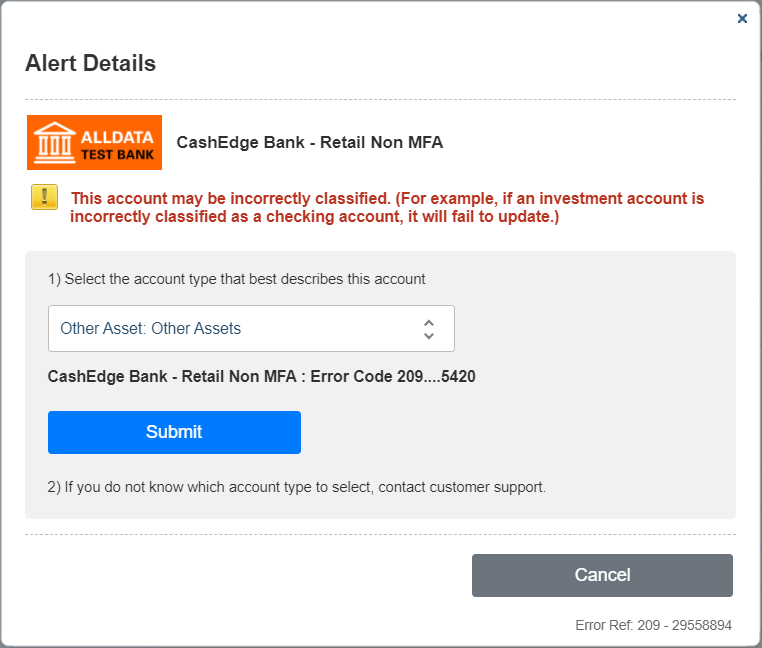 ×
Alert Details
ALLDATA
TEST BANK
CashEdge Bank - Retail Non MFA
!
This account may be incorrectly classified. (For example, if an investment account is
incorrectly classified as a checking account, it will fail to update.)
1) Select the account type that best describes this account
Other Asset: Other Assets
CashEdge Bank - Retail Non MFA : Error Code 209....5420
Submit
2) If you do not know which account type to select, contact customer support.
Cancel
Error Ref: 209 - 29558894